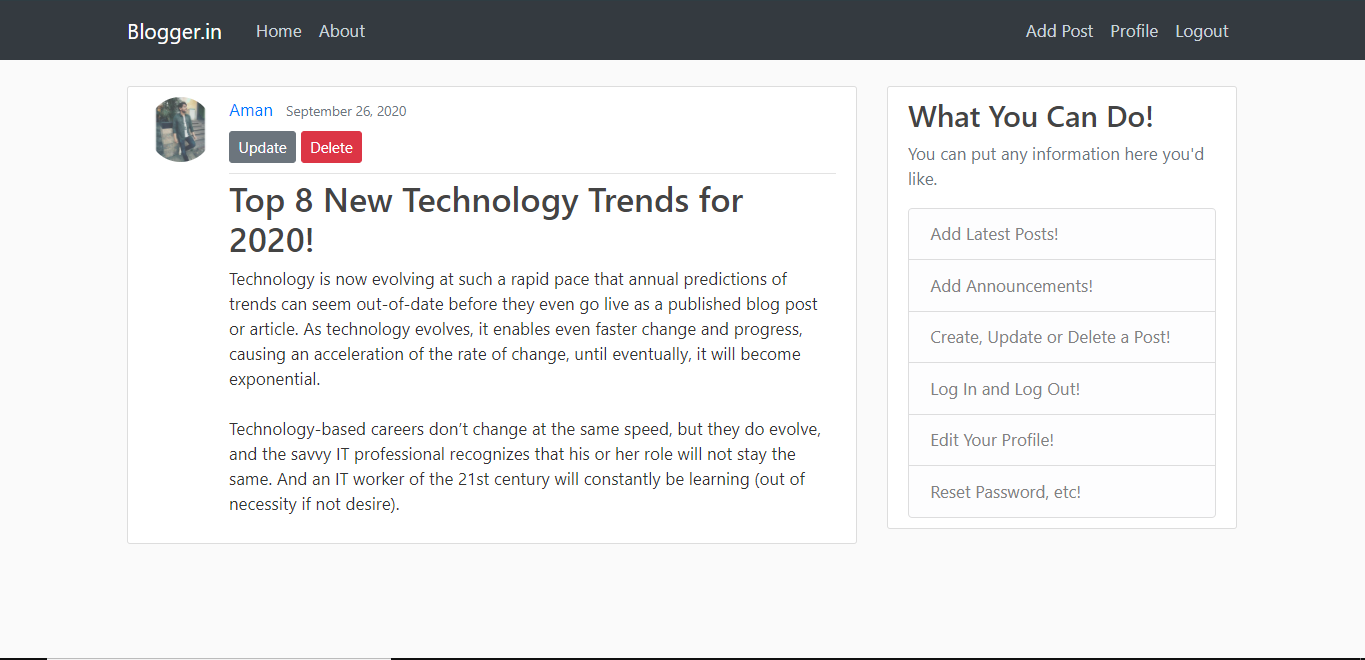 Blogger.in Home About Add Post Profile Logout
Aman September 26, 2020
Update Delete
Top 8 New Technology Trends for
2020!
Technology is now evolving at such a rapid pace that annual predictions of
trends can seem out-of-date before they even go live as a published blog post
or article. As technology evolves, it enables even faster change and progress,
causing an acceleration of the rate of change, until eventually, it will become
exponential.
Technology-based careers don’t change at the same speed, but they do evolve,
and the savvy IT professional recognizes that his or her role will not stay the
same. And an IT worker of the 21st century will constantly be learning (out of
necessity if not desire).
What You Can Do!
You can put any information here you'd
like.
Add Latest Posts!
Add Announcements!
Create, Update or Delete a Post!
Log In and Log Out!
Edit Your Profile!
Reset Password, etc!